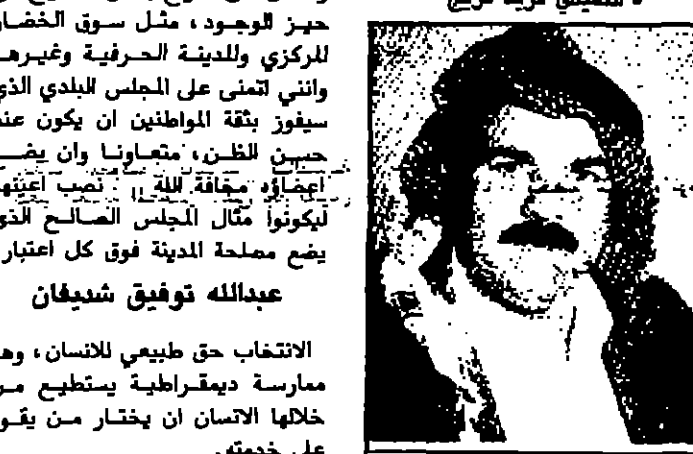 حيز الوجود، مثل سوق الخضار
المركزي والمدينة الحرفية وغيرها
وانني اتمنى على المجلس البلدي الذي
سيفوز بثقة المواطنين ان يكون عند
حسن الظن، متعاونا وان يضع
اعضاؤه مخافة الله نصب اعينهم
ليكونوا مثال المجلس الصالح الذي
يضع مصلحة المدينة فوق كل اعتبار
عبدالله توفيق شديفان
الانتخاب حق طبيعي للانسان، وهـ
ممارسة ديمقراطية يستطيع مـن
خلالها الانسان ان يختار من يقو
على خدمته.